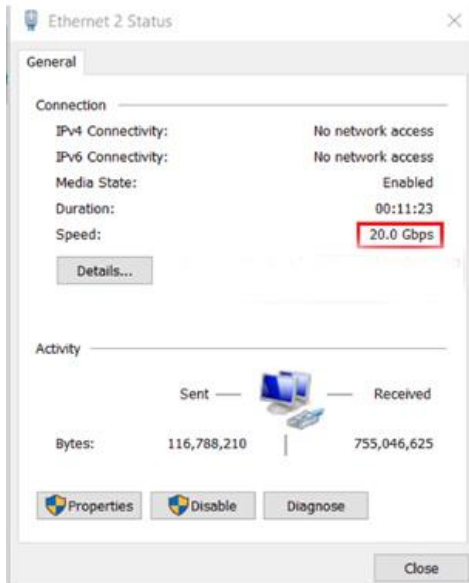 Ethernet 2 Status
General
Connection
IPv4 Connectivity: No network access
IPv6 Connectivity: No network access
Media State: Enabled
Duration: 00:11:23
Speed: 20.0 Gbps
Details...
Activity
Sent Received
Bytes: 116,788,210 755,046,625
Properties Disable Diagnose
Close